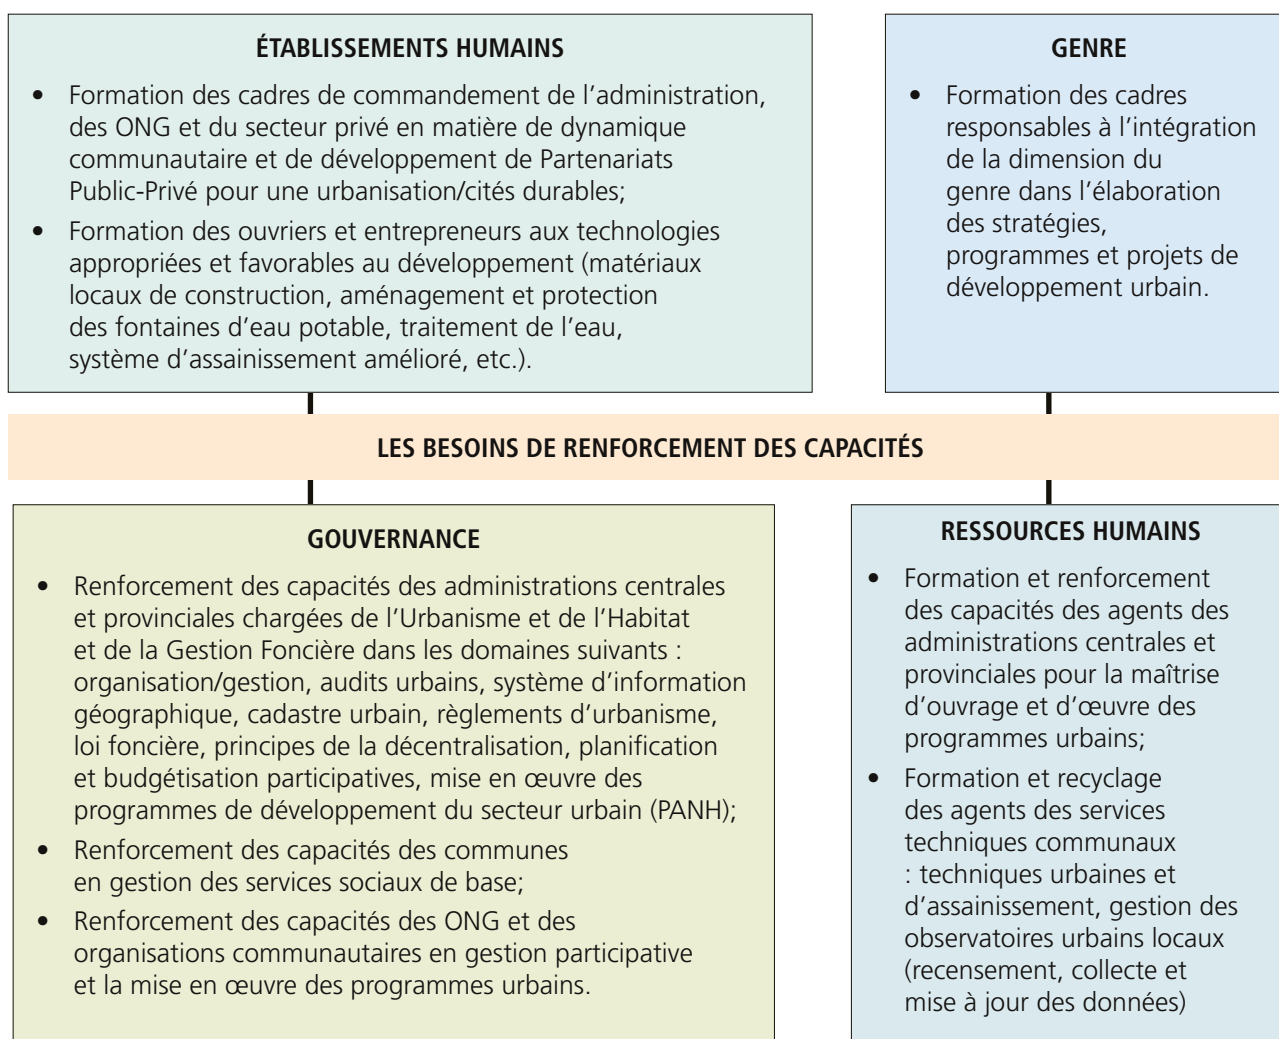 ÉTABLISSEMENTS HUMAINS
• Formation des cadres de commandement de l'administration,
des ONG et du secteur privé en matière de dynamique
communautaire et de développement de Partenariats
Public-Privé pour une urbanisation/cités durables;
• Formation des ouvriers et entrepreneurs aux technologies
appropriées et favorables au développement (matériaux
locaux de construction, aménagement et protection
des fontaines d'eau potable, traitement de l'eau,
système d'assainissement amélioré, etc.).
GENRE
• Formation des cadres
responsables à l'intégration
de la dimension du
genre dans l'élaboration
des stratégies,
programmes et projets de
développement urbain.
LES BESOINS DE RENFORCEMENT DES CAPACITÉS
GOUVERNANCE
• Renforcement des capacités des administrations centrales
et provinciales chargées de l'Urbanisme et de l'Habitat
et de la Gestion Foncière dans les domaines suivants :
organisation/gestion, audits urbains, système d'information
géographique, cadastre urbain, règlements d'urbanisme,
loi foncière, principes de la décentralisation, planification
et budgétisation participatives, mise en œuvre des
programmes de développement du secteur urbain (PANH);
• Renforcement des capacités des communes
en gestion des services sociaux de base;
• Renforcement des capacités des ONG et des
organisations communautaires en gestion participative
et la mise en œuvre des programmes urbains.
RESSOURCES HUMAINS
• Formation et renforcement
des capacités des agents des
administrations centrales et
provinciales pour la maîtrise
d'ouvrage et d'œuvre des
programmes urbains;
• Formation et recyclage
des agents des services
techniques communaux
: techniques urbaines et
d'assainissement, gestion des
observatoires urbains locaux
(recensement, collecte et
mise à jour des données)